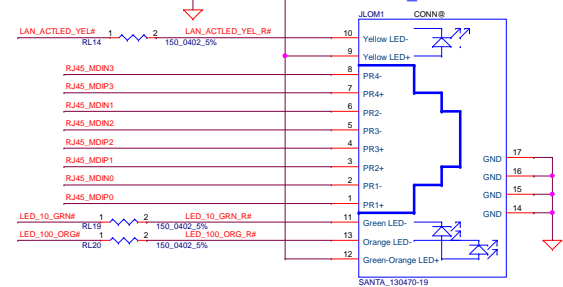 JLOM1 CONN@
LAN_ACTLED_YEL# 1 2 LAN_ACTLED_YEL_R# 10 Yellow LED-
RL14 150_0402_5%
9 Yellow LED+
RJ45_MDIN3 8 PR4-
RJ45_MDIP3 7 PR4+
RJ45_MDIN1 6 PR2-
RJ45_MDIN2 5 PR3-
RJ45_MDIP2 4 PR3+
RJ45_MDIP1 3 PR2+
RJ45_MDIN0 2 PR1-
RJ45_MDIP0 1 PR1+
GND 17
GND 16
GND 15
GND 14
LED_10_GRN# 1 2 LED_10_GRN_R# 11 Green LED-
RL19 150_0402_5%
LED_100_ORG# 1 2 LED_100_ORG_R# 13 Orange LED-
RL20 150_0402_5%
12 Green-Orange LED+
SANTA_130470-19